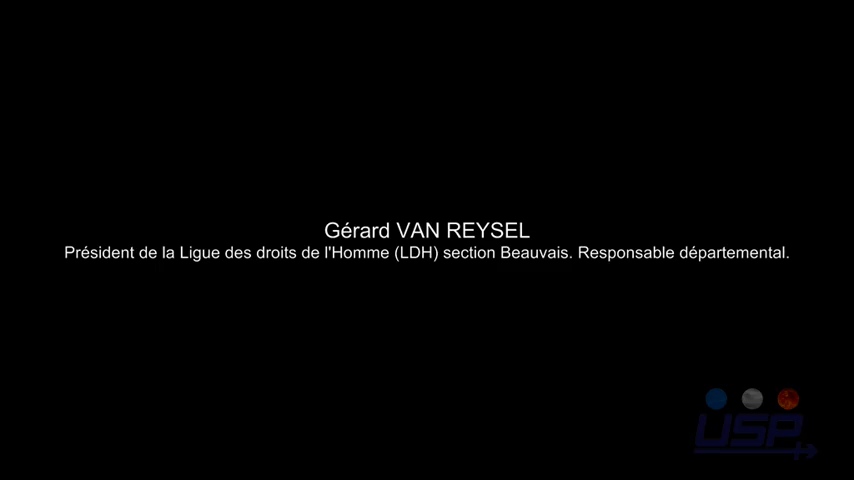 Gérard VAN REYSEL
Président de la Ligue des droits de l'Homme (LDH) section Beauvais. Responsable départemental.
USP